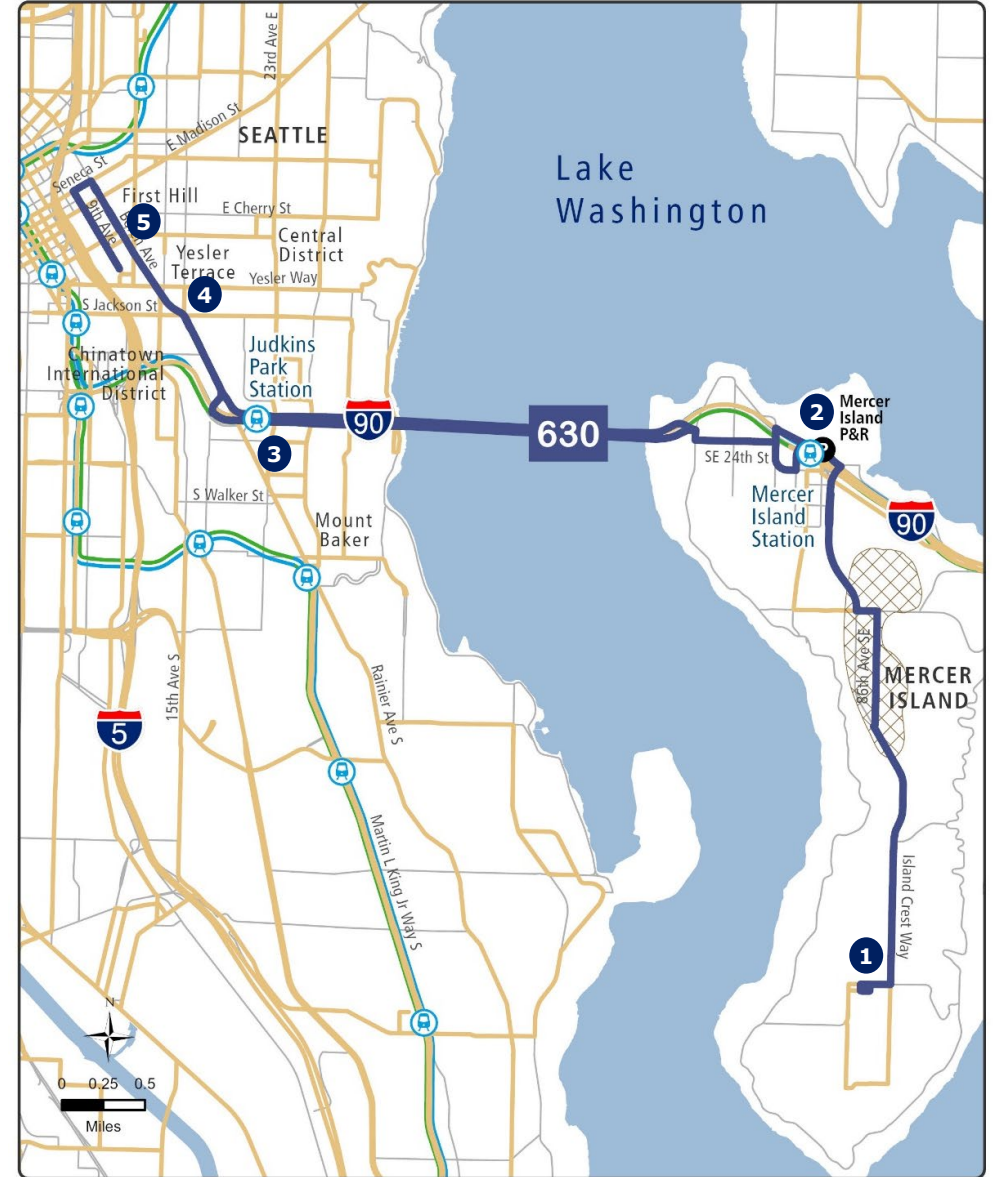 23rd Ave E
E Madison St
SEATTLE
Seneca St
First Hill
9th Ave
5
Ave
E Cherry St
Central
District
Yesler
Terrace
4
Yesler Way
S Jackson St
Chinatown
International
District
Judkins
Park
Station
90
3
S Walker St
Mount
Baker
630
Lake
Washington
2
Mercer
Island
P&R
SE 24th St
Mercer
Island
Station
90
86th Ave SE
MERCER
ISLAND
15th Ave S
5
Rainier Ave S
Martin L King Jr Way S
Island Crest Way
1
N
0 0.25 0.5
Miles